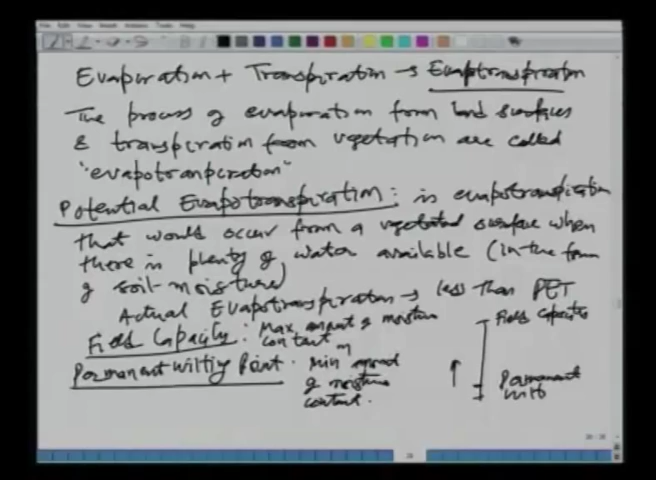 Evaporation + Transpiration → Evapotranspiration
The process of evaporation from land surfaces
& transpiration from vegetation are called
"evapotranspiration"
Potential Evapotranspiration: is evapotranspiration
that would occur from a vegetated surface when
there is plenty of water available (in the form
of soil-moisture)
Actual Evapotranspiration → less than PET
Field Capacity: Max amount of moisture
content
Permanent Wilting Point. Min amount
of moisture
content.
Field capacity
Permanent